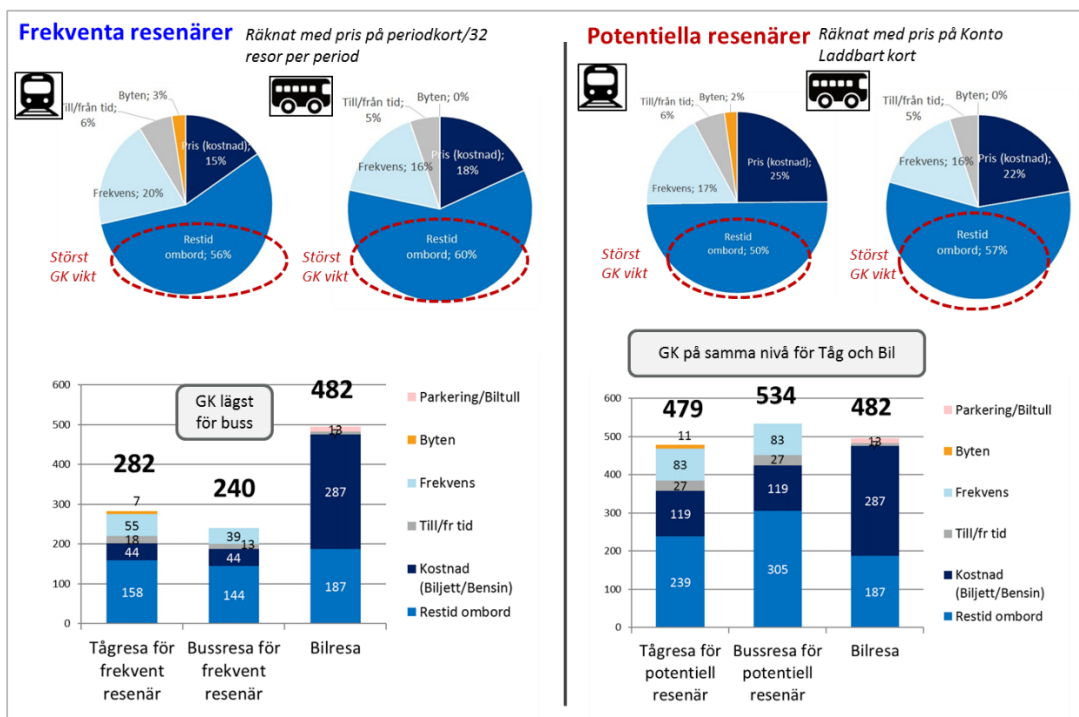 Frekventa resenärer
Räknat med pris på periodkort/32
resor per period
Byten; 3%
Till/från tid;
6%
Pris (kostnad);
15%
Frekvens; 20%
Restid
ombord; 56%
Störst
GK vikt
Byten; 0%
Till/från tid;
5%
Pris (kostnad);
18%
Frekvens; 16%
Restid
ombord; 60%
Störst
GK vikt
Potentiella resenärer
Räknat med pris på Konto
Laddbart kort
Byten; 2%
Till/från tid;
6%
Pris (kostnad);
25%
Frekvens; 17%
Restid
ombord; 50%
Störst
GK vikt
Byten; 0%
Till/från tid;
5%
Pris (kostnad);
22%
Frekvens; 16%
Restid
ombord; 57%
Störst
GK vikt
GK lägst
för buss
600
500
400
300
200
100
0
282
7
55
18
44
158
240
39
13
44
144
482
13
287
187
Tågresa för
frekvent
resenär
Bussresa för
frekvent
resenär
Bilresa
Parkering/Biltull
Byten
Frekvens
Till/fr tid
Kostnad
(Biljett/Bensin)
Restid ombord
GK på samma nivå för Tåg och Bil
600
500
400
300
200
100
0
479
11
83
27
119
239
534
83
27
119
305
482
13
287
187
Tågresa för
potentiell
resenär
Bussresa för
potentiell
resenär
Bilresa
Parkering/Biltull
Byten
Frekvens
Till/fr tid
Kostnad
(Biljett/Bensin)
Restid ombord